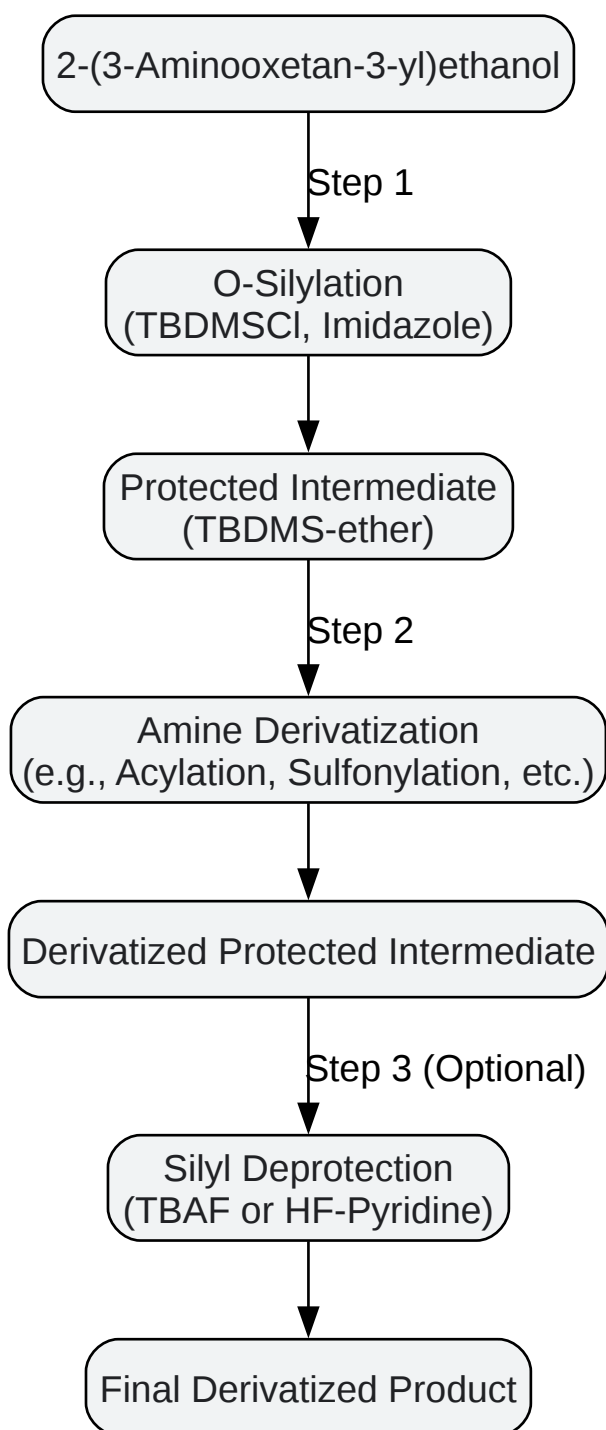 2-(3-Aminooxetan-3-yl)ethanol
Step 1
O-Silylation
(TBDMSCl, Imidazole)
Protected Intermediate
(TBDMS-ether)
Step 2
Amine Derivatization
(e.g., Acylation, Sulfonylation, etc.)
Derivatized Protected Intermediate
Step 3 (Optional)
Silyl Deprotection
(TBAF or HF-Pyridine)
Final Derivatized Product